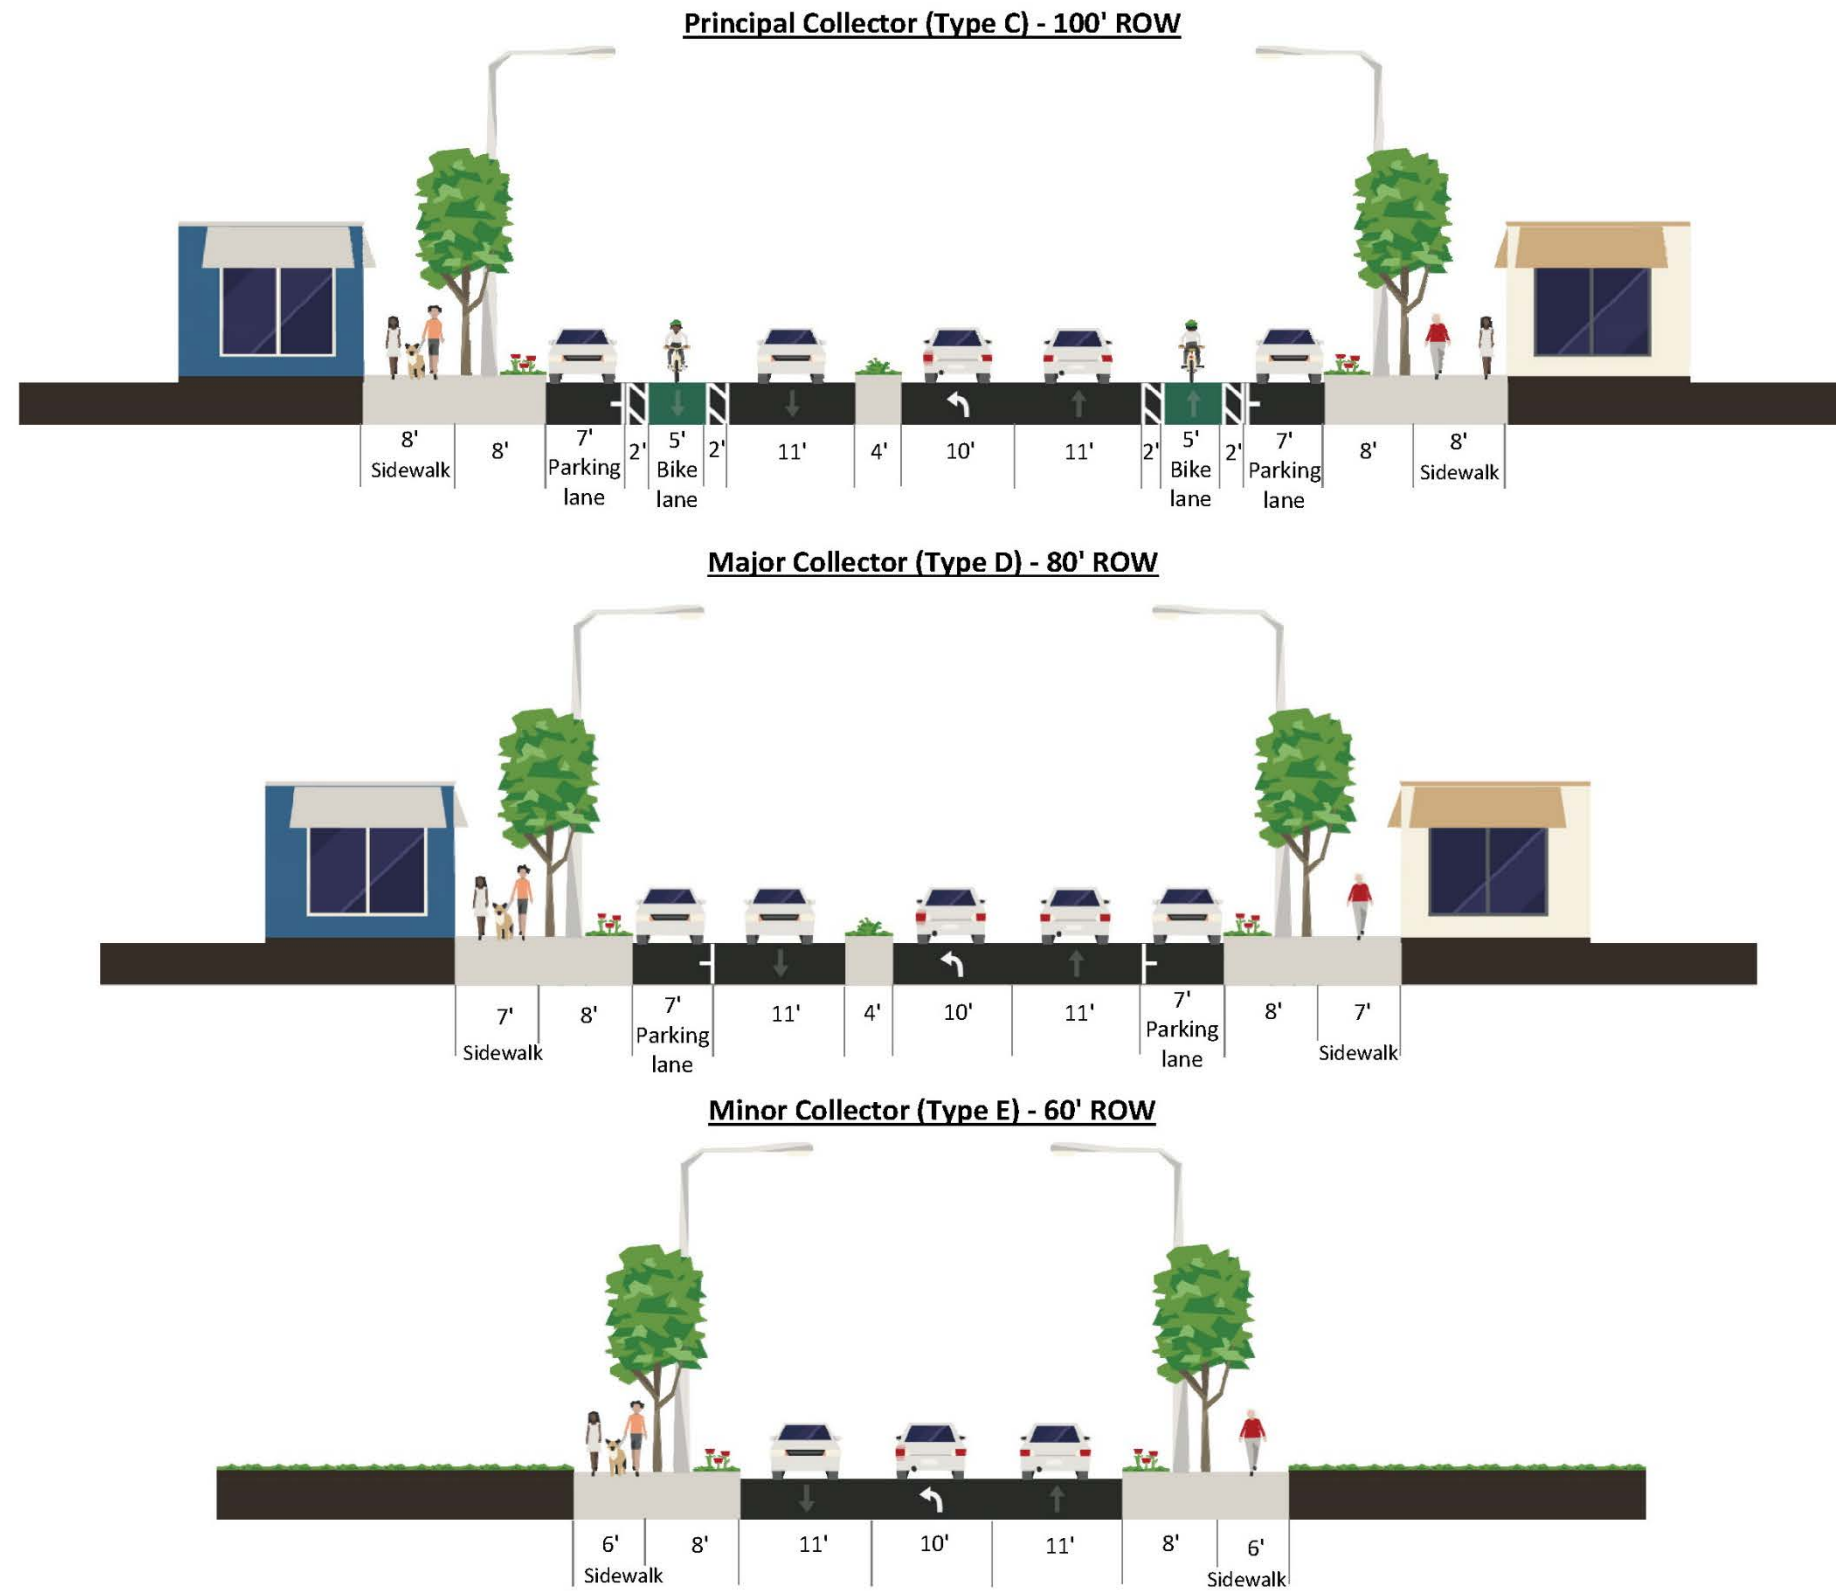 Principal Collector (Type C) - 100' ROW
8' 8' 7' 2' 5' 2' 11' 4' 10' 11' 2' 5' 2' 7' 8' 8'
Sidewalk Parking Bike Bike Parking Sidewalk
lane lane lane lane
Major Collector (Type D) - 80' ROW
7' 8' 7' 11' 4' 10' 11' 7' 8' 7'
Sidewalk Parking Parking Sidewalk
lane lane
Minor Collector (Type E) - 60' ROW
6' 8' 11' 10' 11' 8' 6'
Sidewalk Sidewalk